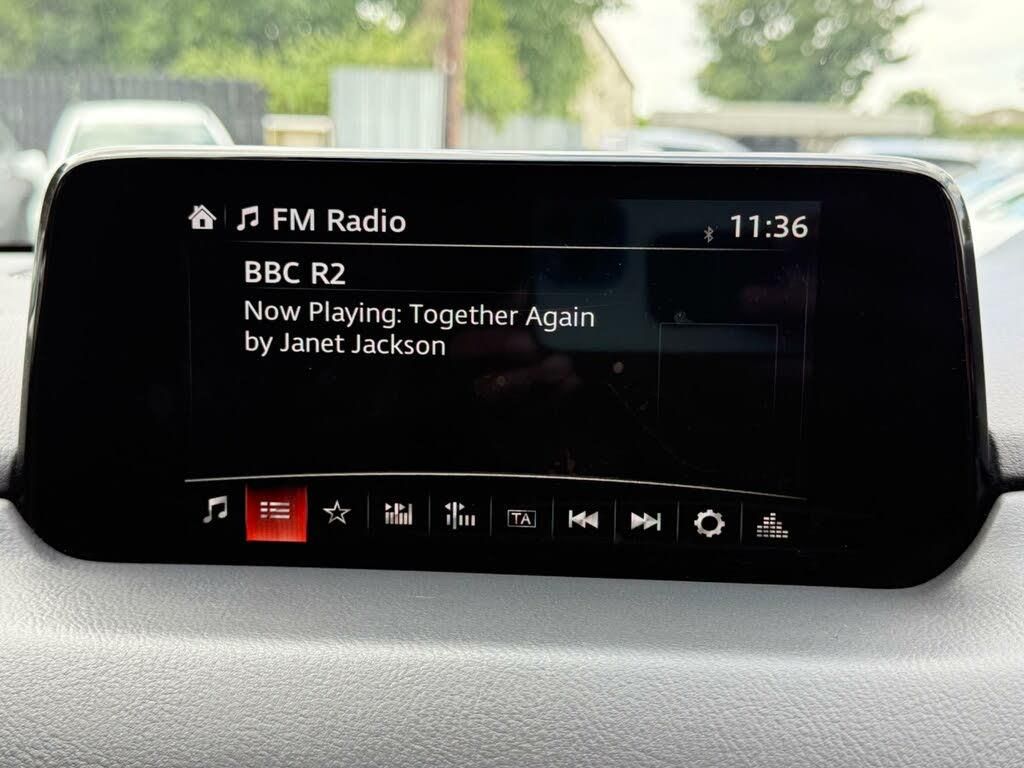 FM Radio
11:36
BBC R2
Now Playing: Together Again
by Janet Jackson
TA